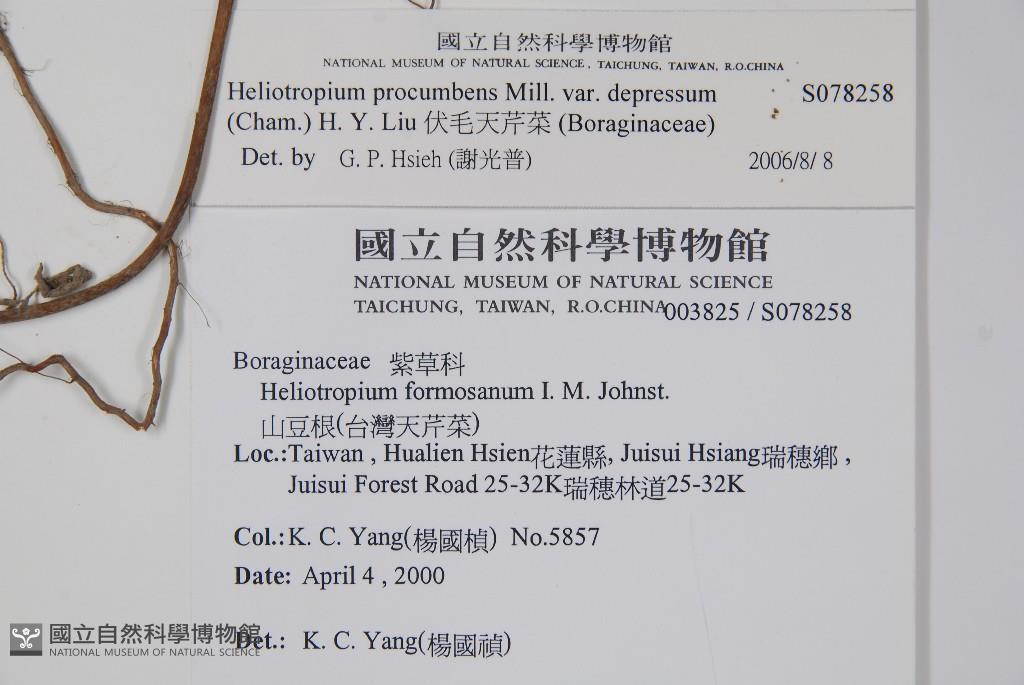 國立自然科學博物館
NATIONAL MUSEUM OF NATURAL SCIENCE, TAICHUNG, TAIWAN, R.O.CHINA
Heliotropium procumbens Mill. var. depressum S078258
(Cham.) H. Y. Liu 伏毛天芹菜 (Boraginaceae)
Det. by G. P. Hsieh (謝光普) 2006/8/ 8
國立自然科學博物館
NATIONAL MUSEUM OF NATURAL SCIENCE
TAICHUNG, TAIWAN, R.O.CHINA 003825 / S078258
Boraginaceae 紫草科
Heliotropium formosanum I. M. Johnst.
山豆根(台灣天芹菜)
Loc.:Taiwan , Hualien Hsien花蓮縣, Juisui Hsiang瑞穗鄉 ,
Juisui Forest Road 25-32K瑞穗林道25-32K
Col.:K. C. Yang(楊國楨) No.5857
Date: April 4 , 2000
Det.: K. C. Yang(楊國禎)
國立自然科學博物館
NATIONAL MUSEUM OF NATURAL SCIENCE